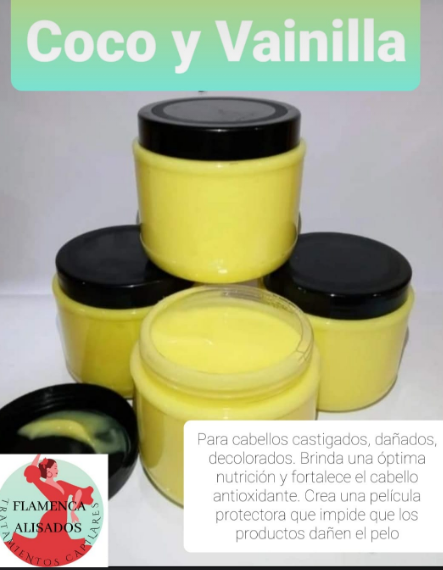 Coco y Vainilla
Para cabellos castigados, dañados,
decolorados. Brinda una óptima
nutrición y fortalece el cabello
antioxidante. Crea una película
protectora que impide que los
productos dañen el pelo
FLAMENCA
ALISADOS
TRATAMIENTOS CAPILARES